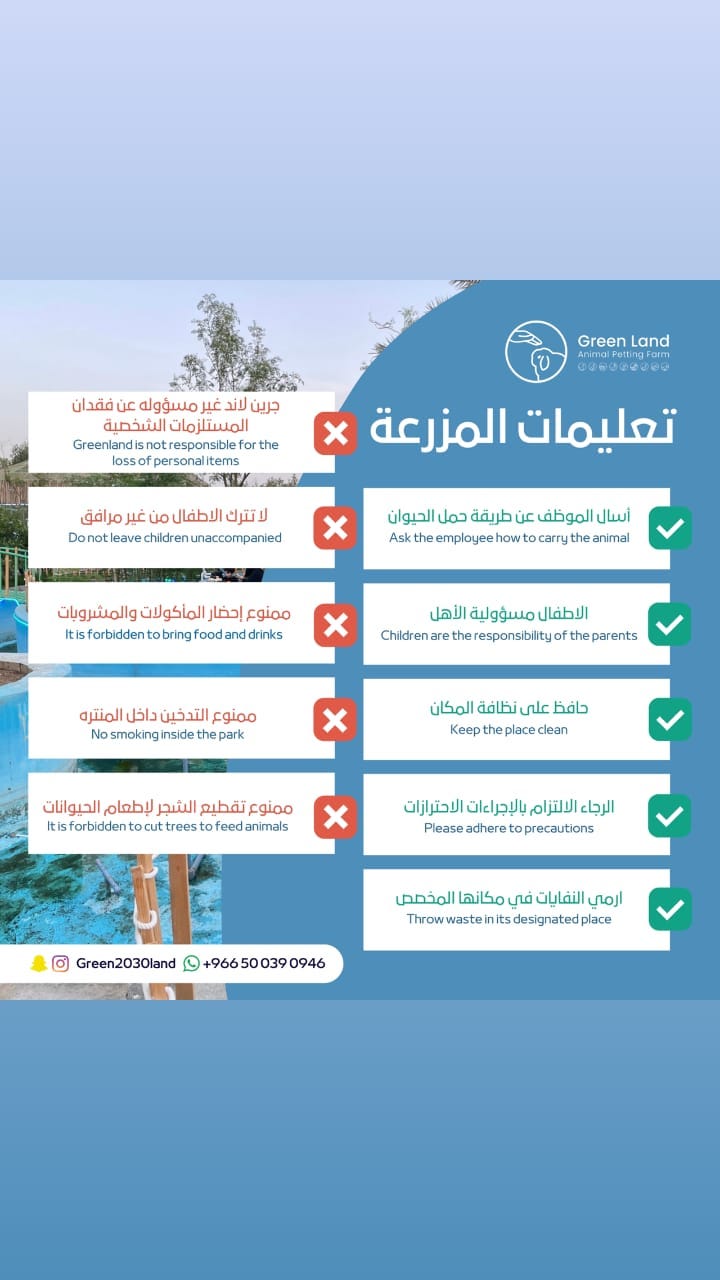 Green Land
Animal Petting Farm
تعليمات المزرعة
أسال الموظف عن طريقة حمل الحيوان
Ask the employee how to carry the animal
الاطفال مسؤولية الأهل
Children are the responsibility of the parents
حافظ على نظافة المكان
Keep the place clean
الرجاء الالتزام بالإجراءات الاحترازات
Please adhere to precautions
ارمي النفايات في مكانها المخصص
Throw waste in its designated place
جرين لاند غير مسؤوله عن فقدان
المستلزمات الشخصية
Greenland is not responsible for the
loss of personal items
لا تترك الاطفال من غير مرافق
Do not leave children unaccompanied
ممنوع إحضار المأكولات والمشروبات
It is forbidden to bring food and drinks
ممنوع التدخين داخل المنتره
No smoking inside the park
ممنوع تقطيع الشجر لإطعام الحيوانات
It is forbidden to cut trees to feed animals
Green2030land +966 50 039 0946